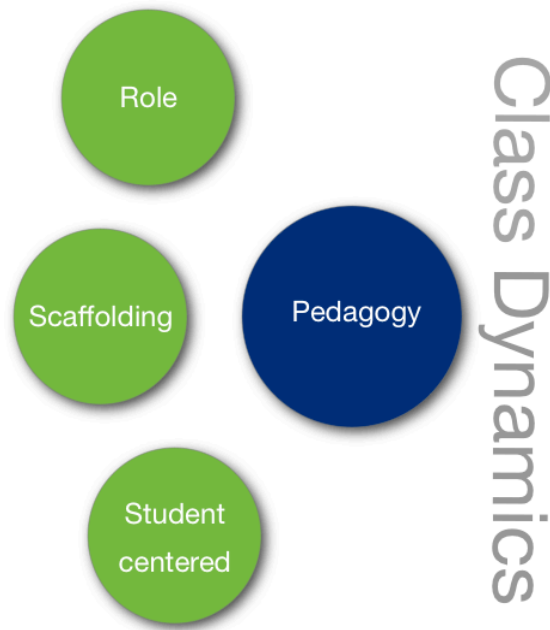 Role
Scaffolding
Pedagogy
Student
centered
Class Dynamics